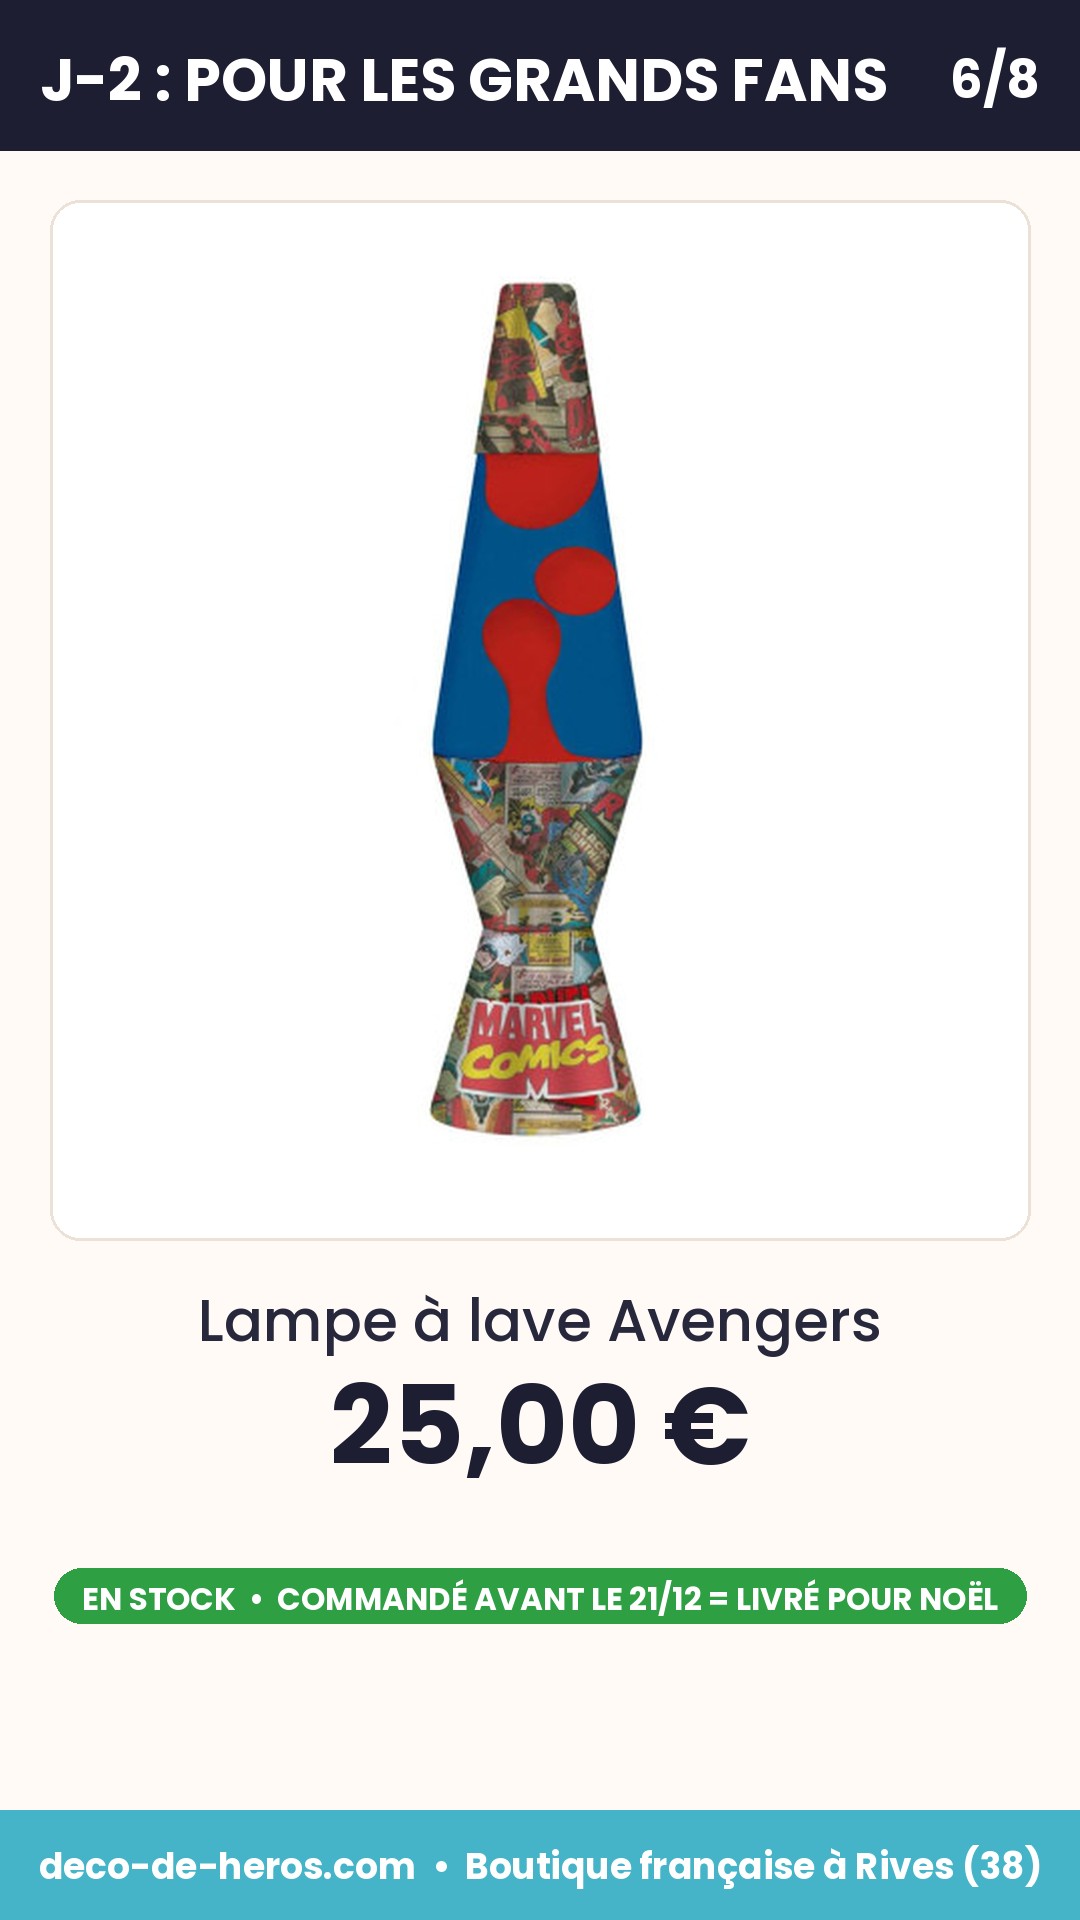 J-2 : POUR LES GRANDS FANS 6/8
MARVEL
COMICS
Lampe à lave Avengers
25,00 €
EN STOCK • COMMANDÉ AVANT LE 21/12 = LIVRÉ POUR NOËL
deco-de-heros.com • Boutique française à Rives (38)